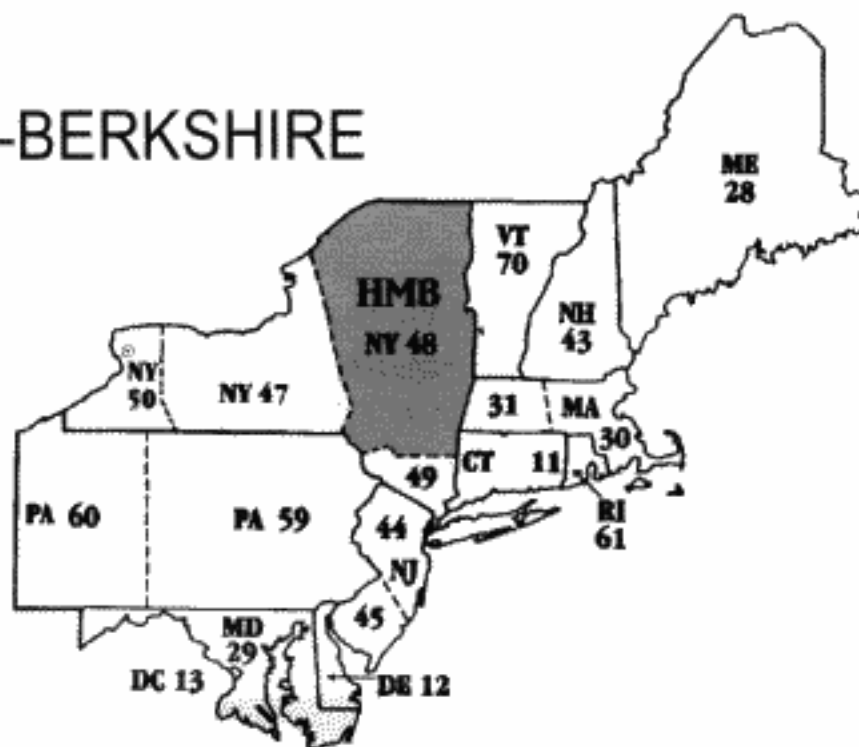 -BERKSHIRE
ME
28
VT
70
HMB
NY 48
NH
43
NY
50
NY 47
31
MA
30
CT 11
49
RI
61
PA 60
PA 59
44
NJ
45
MD
29
DC 13
DE 12